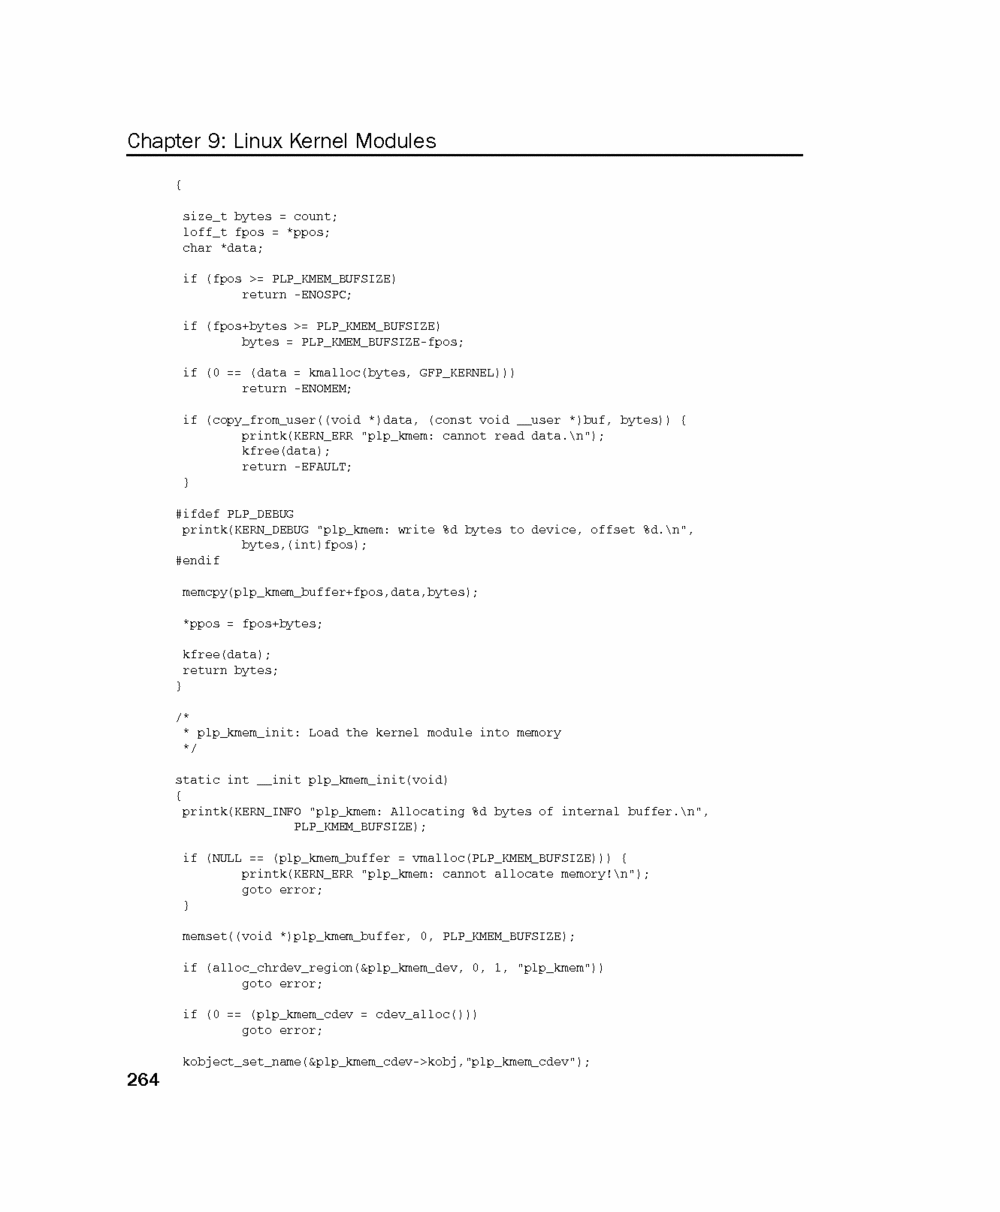 Chapter 9: Linux Kernel Modules
{
size_t bytes = count;
loff_t fpos = *ppos;
char *data;
if (fpos >= PLP_KMEM_BUFSIZE)
return -ENOSPC;
if (fpos+bytes >= PLP_KMEM_BUFSIZE)
bytes = PLP_KMEM_BUFSIZE-fpos;
if (0 == (data = kmalloc(bytes, GFP_KERNEL)))
return -ENOMEM;
if (copy_from_user((void *)data, (const void __user *)buf, bytes)) {
printk(KERN_ERR "plp_kmem: cannot read data.\n");
kfree(data);
return -EFAULT;
}
#ifdef PLP_DEBUG
printk(KERN_DEBUG "plp_kmem: write %d bytes to device, offset %d.\n",
bytes,(int)fpos);
#endif
memcpy(plp_kmem_buffer+fpos,data,bytes);
*ppos = fpos+bytes;
kfree(data);
return bytes;
}
/*
* plp_kmem_init: Load the kernel module into memory
*/
static int __init plp_kmem_init(void)
{
printk(KERN_INFO "plp_kmem: Allocating %d bytes of internal buffer.\n",
PLP_KMEM_BUFSIZE);
if (NULL == (plp_kmem_buffer = vmalloc(PLP_KMEM_BUFSIZE))) {
printk(KERN_ERR "plp_kmem: cannot allocate memory!\n");
goto error;
}
memset((void *)plp_kmem_buffer, 0, PLP_KMEM_BUFSIZE);
if (alloc_chrdev_region(&plp_kmem_dev, 0, 1, "plp_kmem"))
goto error;
if (0 == (plp_kmem_cdev = cdev_alloc()))
goto error;
kobject_set_name(&plp_kmem_cdev->kobj,"plp_kmem_cdev");
264